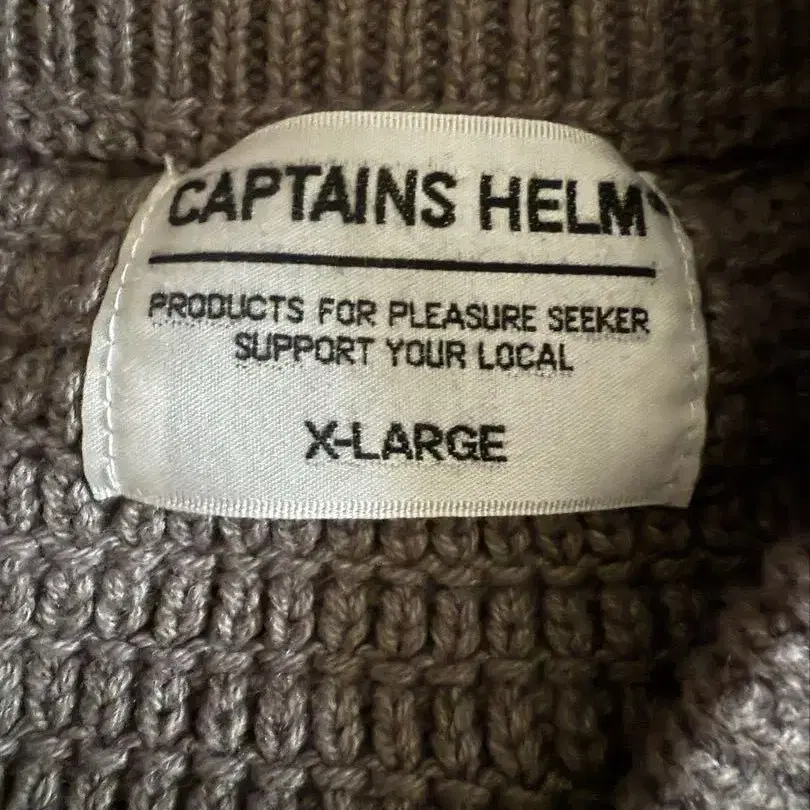 CAPTAINS HELM
PRODUCTS FOR PLEASURE SEEKER
SUPPORT YOUR LOCAL
X-LARGE